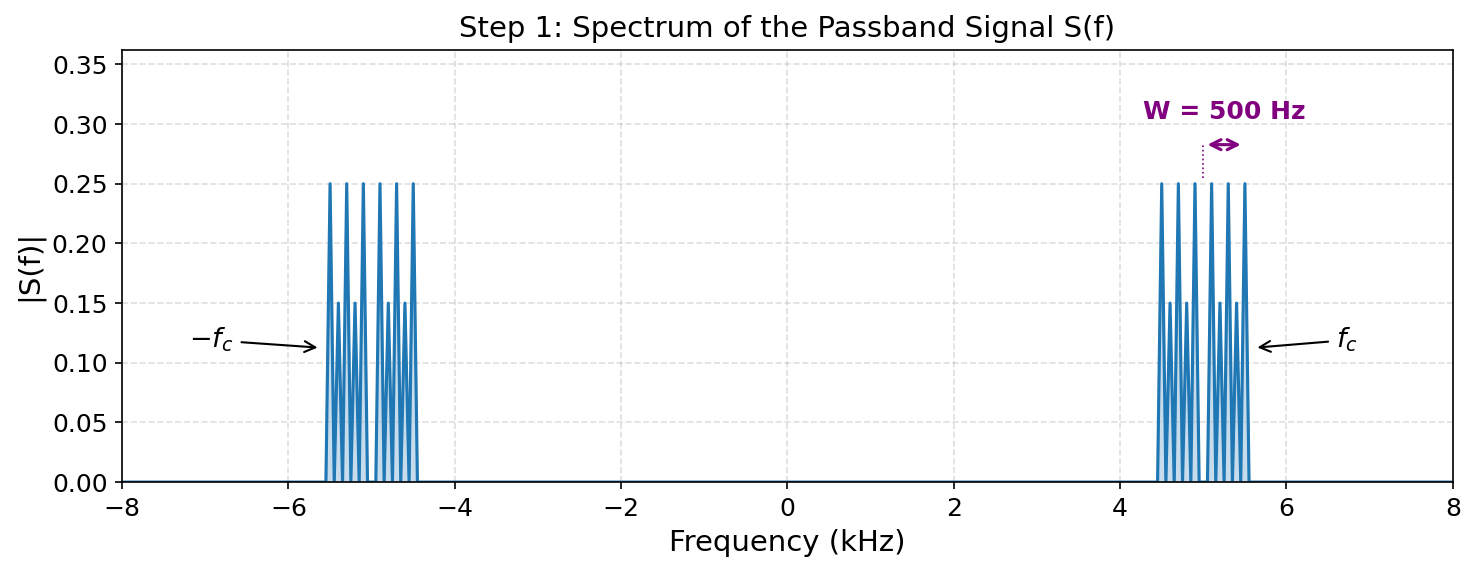 Step 1: Spectrum of the Passband Signal S(f)
|S(f)|
0.35
0.30
0.25
0.20
0.15
0.10
0.05
0.00
W = 500 Hz
−f_c
f_c
−8 −6 −4 −2 0 2 4 6 8
Frequency (kHz)